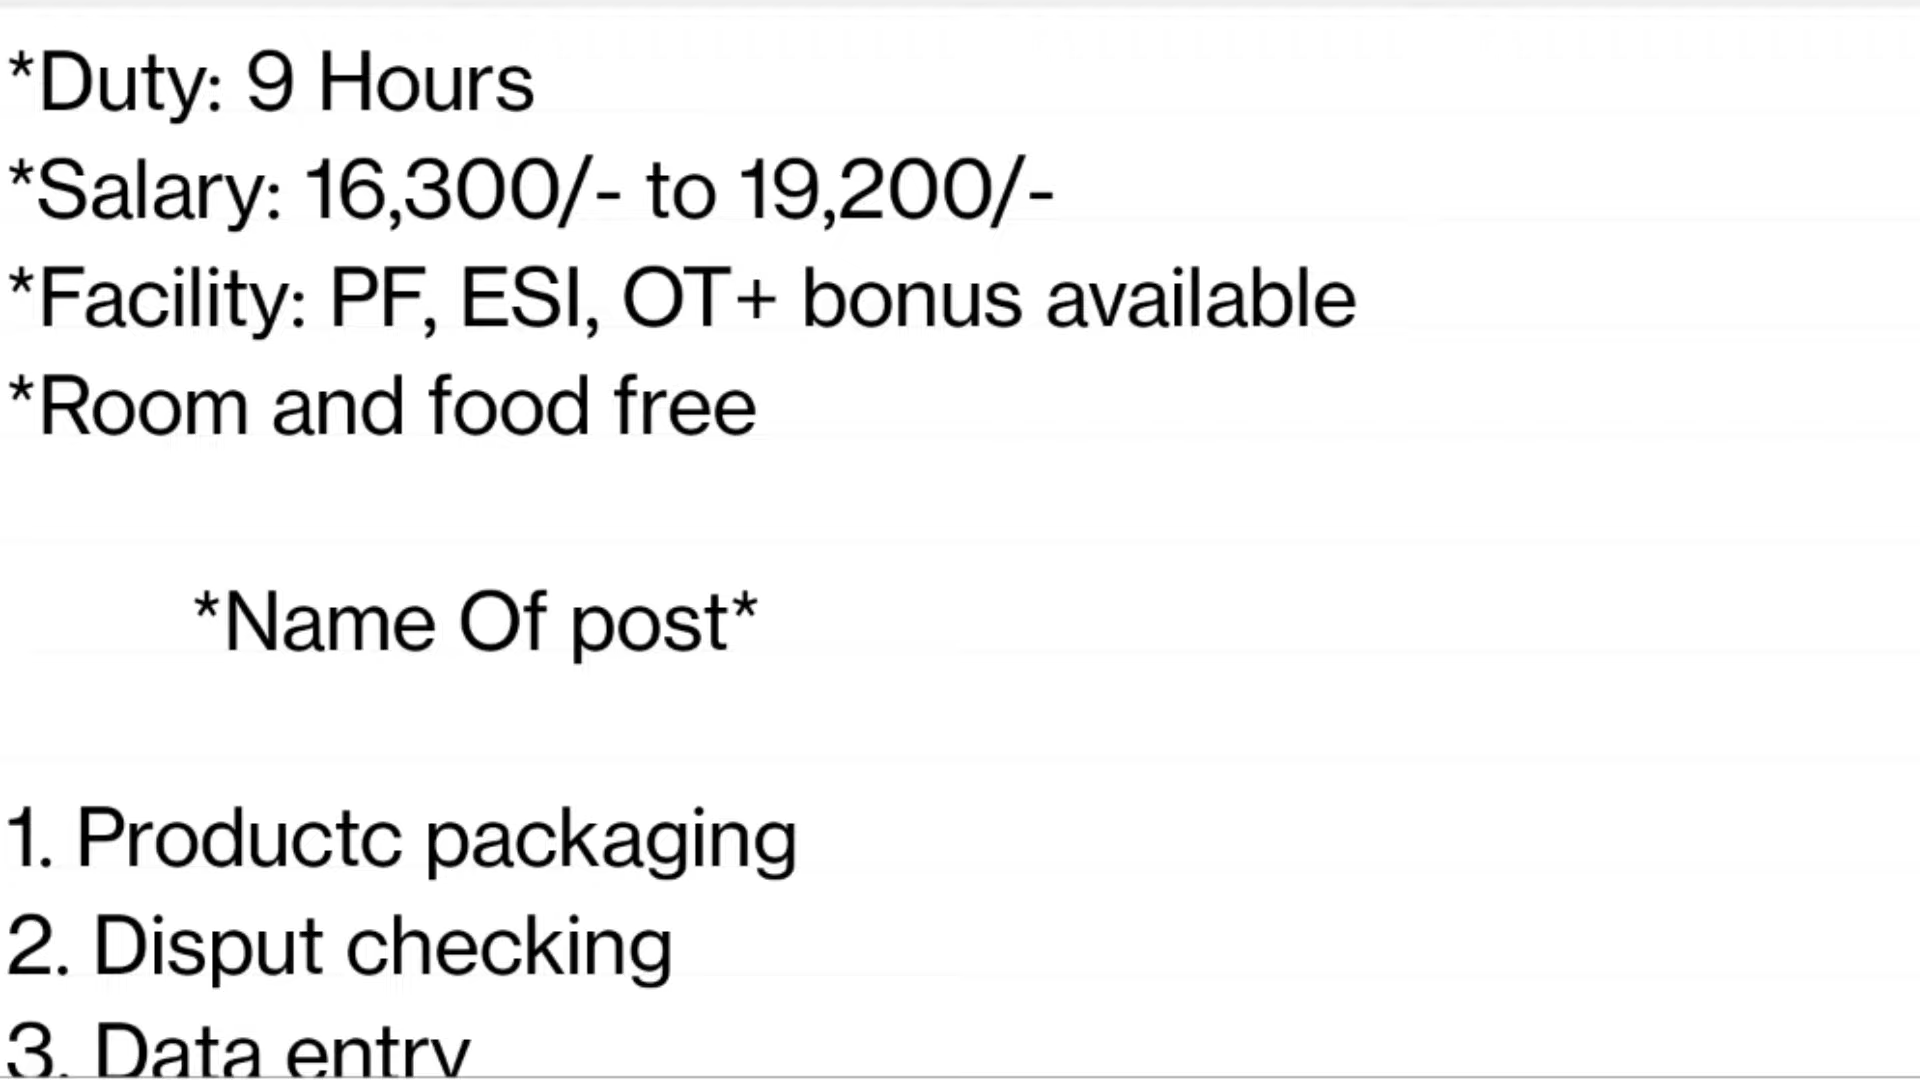 *Duty: 9 Hours
*Salary: 16,300/- to 19,200/-
*Facility: PF, ESI, OT+ bonus available
*Room and food free
*Name Of post*
1. Productc packaging
2. Disput checking
3. Data entry